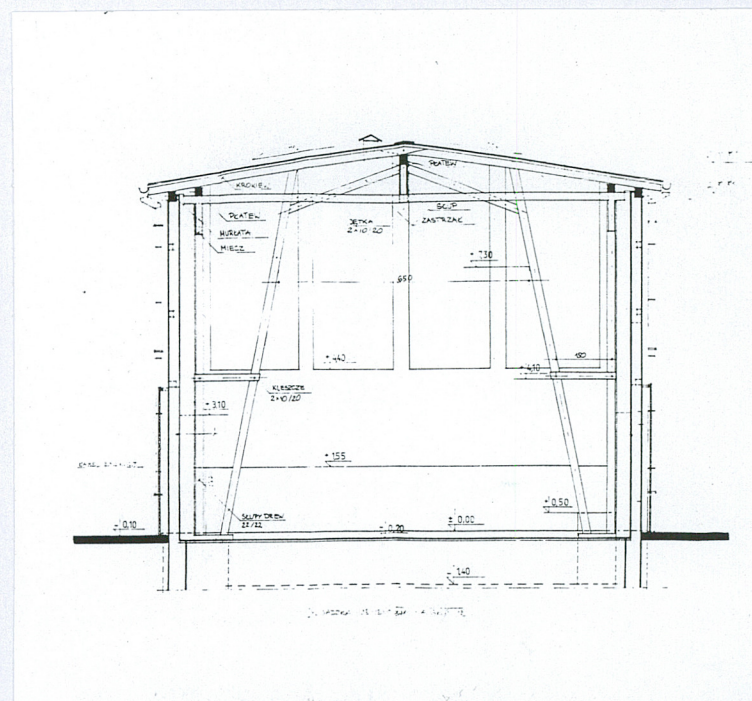 PŁATEW
KROKIEW
SŁUP
PŁATEW
JĘTKA
2×10/20
ZASTRZAŁ
MURŁATA
MIECZ
+ 7,30
650
+ 4,40
+ 4,10
180
KLESZCZE
2×10/20
+ 3,10
+ 1,55
+ 0,50
SŁUPY DREW.
22/22
± 0,00
- 0,20
- 0,10
- 1,40